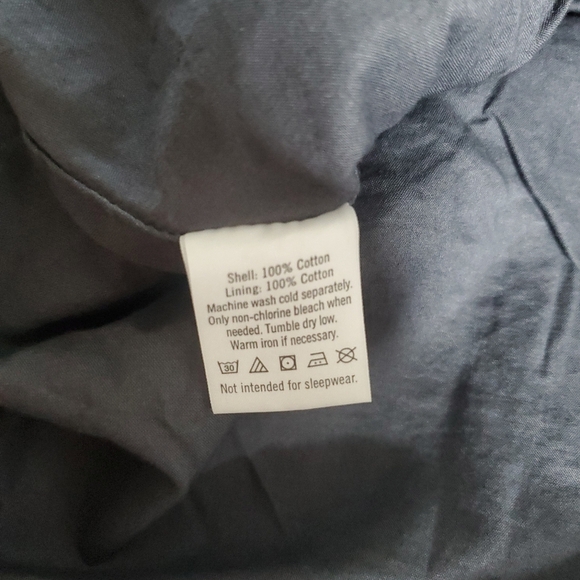 Shell: 100% Cotton
Lining: 100% Cotton
Machine wash cold separately.
Only non-chlorine bleach when
needed. Tumble dry low.
Warm iron if necessary.
30
Not intended for sleepwear.